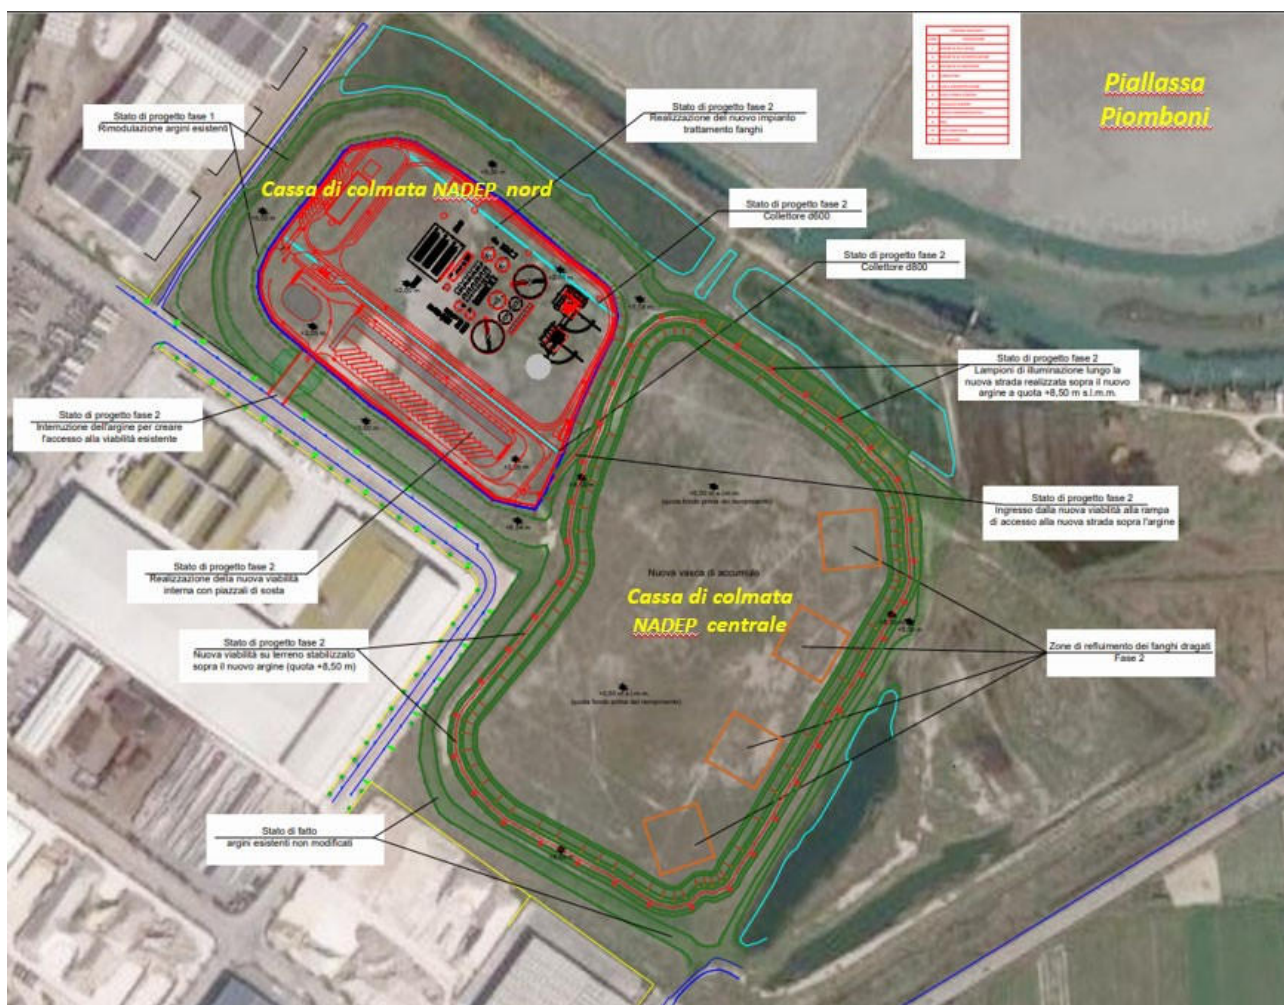 Piallassa
Piomboni
Stato di progetto fase 2
Realizzazione del nuovo impianto
trattamento fanghi
Stato di progetto fase 1
Rimodulazione argini esistenti
Cassa di colmata NADEP nord
Stato di progetto fase 2
Collettore d600
Stato di progetto fase 2
Collettore d800
Stato di progetto fase 2
Lampioni di illuminazione lungo la
nuova strada realizzata sopra il nuovo
argine a quota +8,50 m s.l.m.m.
Stato di progetto fase 2
Interruzione dell'argine per creare
l'accesso alla viabilità esistente
Stato di progetto fase 2
Ingresso dalla nuova viabilità alla rampa
di accesso alla nuova strada sopra l'argine
Stato di progetto fase 2
Realizzazione della nuova viabilità
interna con piazzali di sosta
Nuova vasca di accumulo
Cassa di colmata
NADEP centrale
Stato di progetto fase 2
Nuova viabilità su terreno stabilizzato
sopra il nuovo argine (quota +8,50 m)
Zone di refluimento dei fanghi dragati
Fase 2
Stato di fatto
argini esistenti non modificati